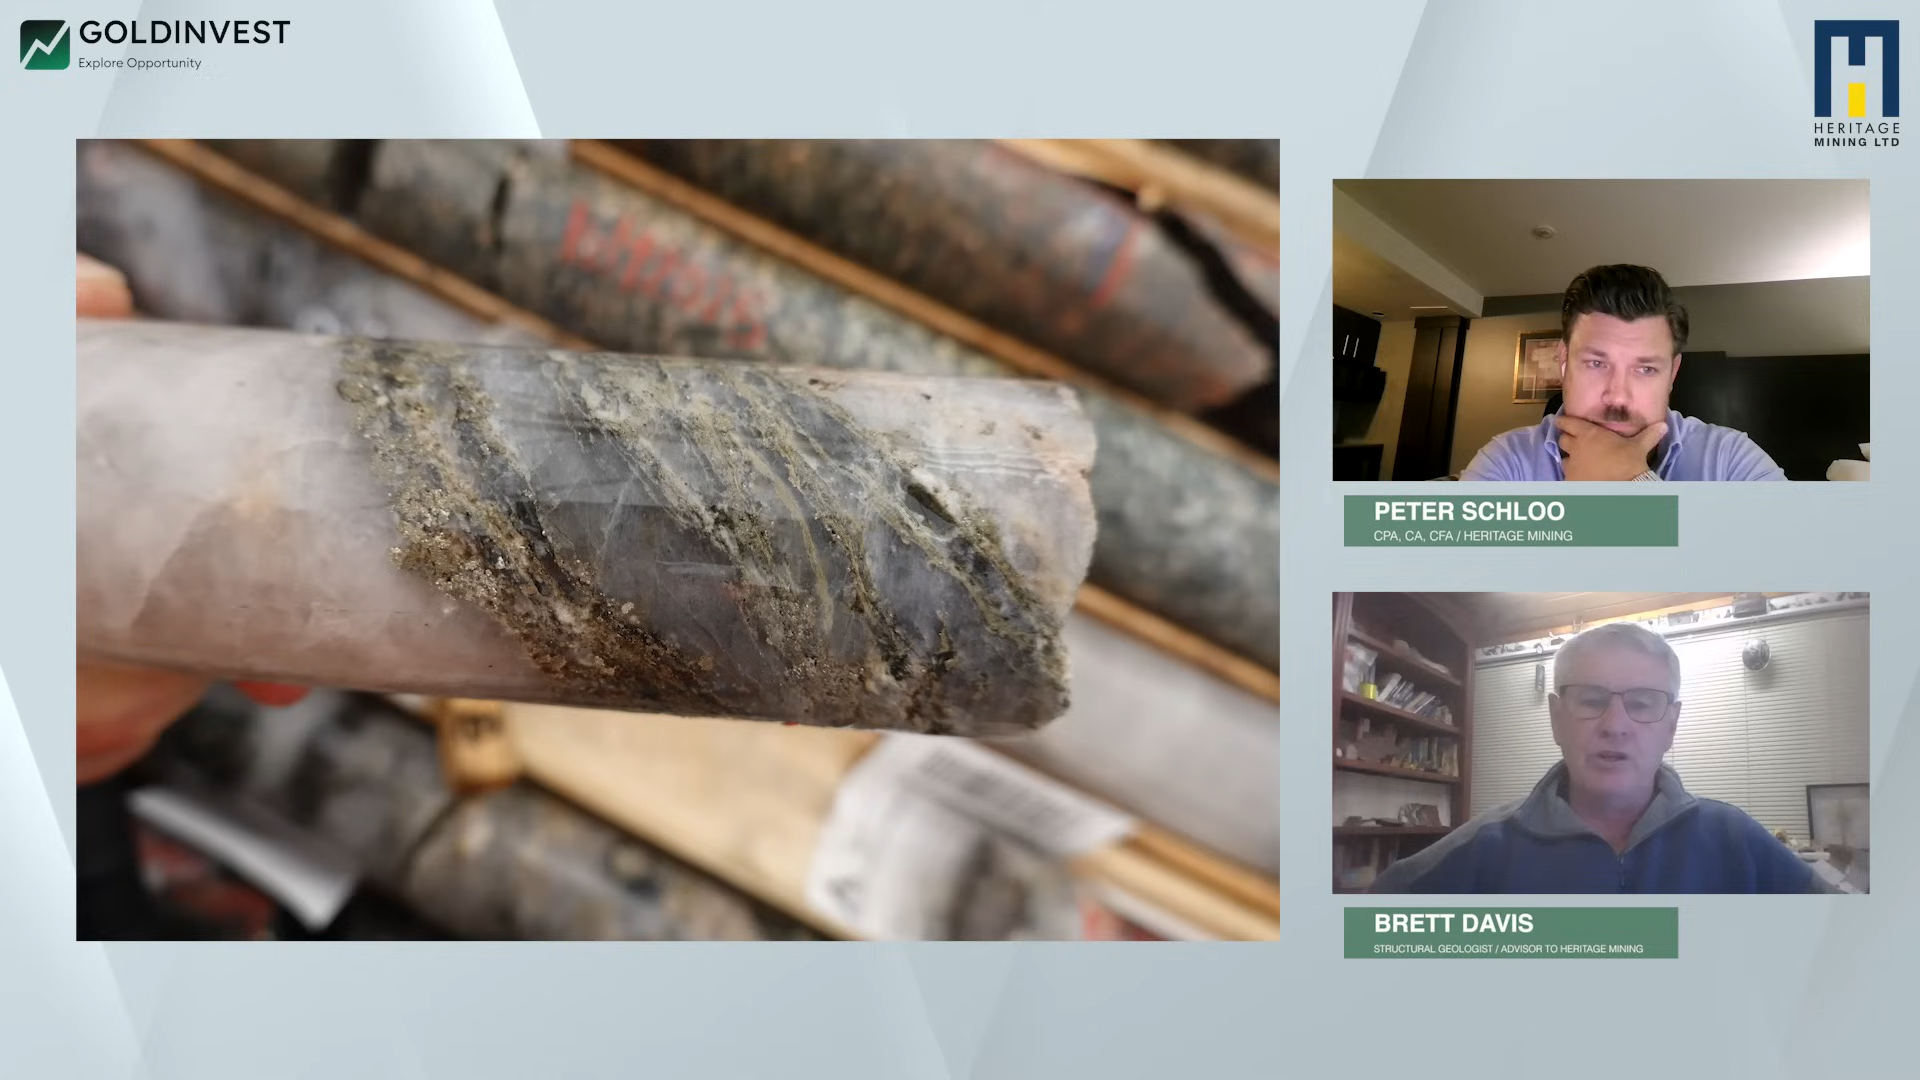 GOLDINVEST
Explore Opportunity
HERITAGE
MINING LTD
PETER SCHLOO
CPA, CA, CFA / HERITAGE MINING
BRETT DAVIS
STRUCTURAL GEOLOGIST / ADVISOR TO HERITAGE MINING